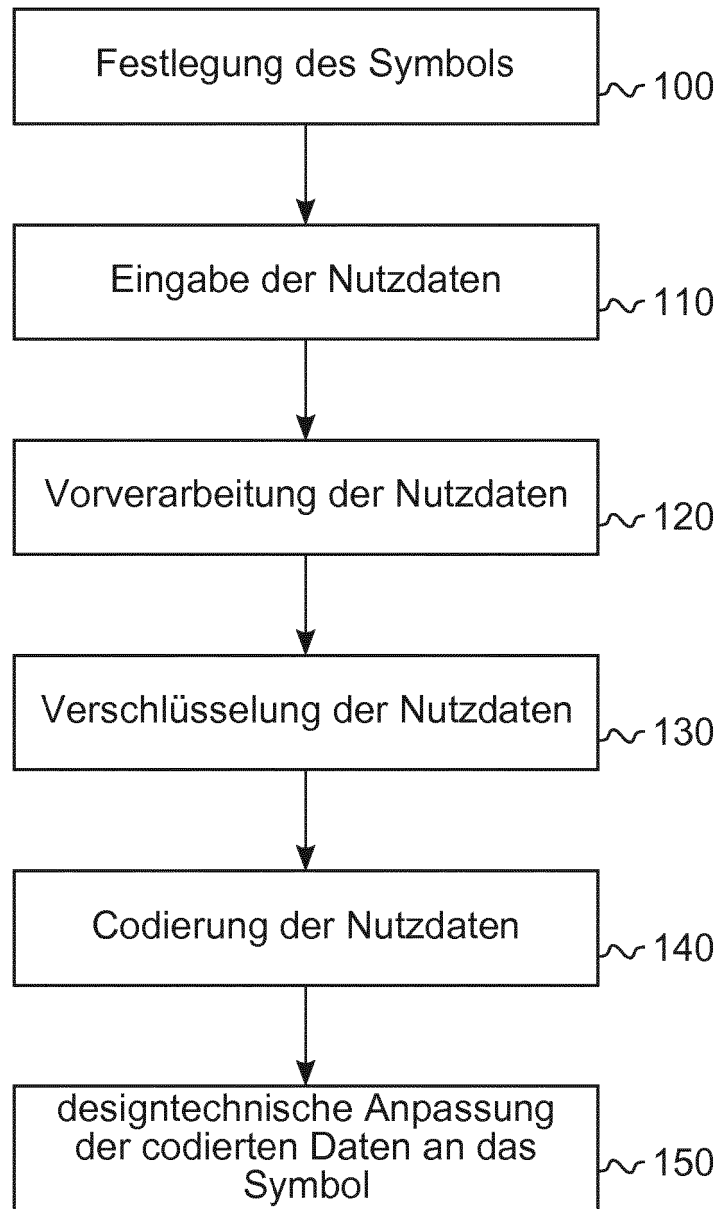 Festlegung des Symbols
100
Eingabe der Nutzdaten
110
Vorverarbeitung der Nutzdaten
120
Verschlüsselung der Nutzdaten
130
Codierung der Nutzdaten
140
designtechnische Anpassung
der codierten Daten an das
Symbol
150